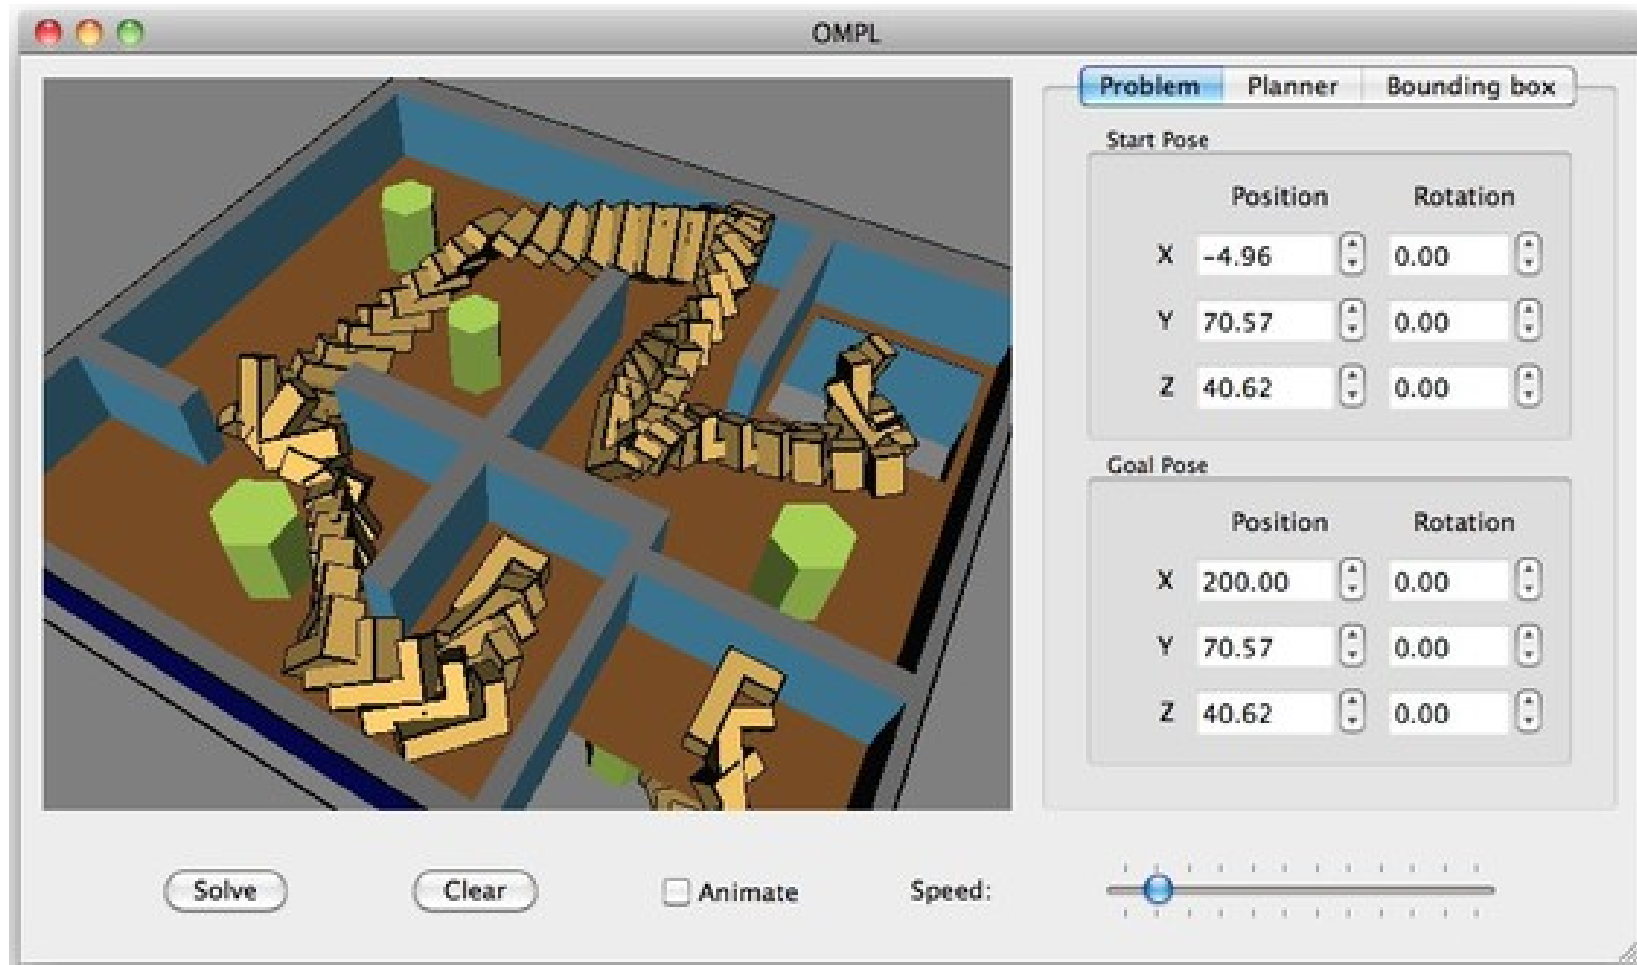 OMPL
Problem Planner Bounding box
Start Pose
Position Rotation
X -4.96 0.00
Y 70.57 0.00
Z 40.62 0.00
Goal Pose
Position Rotation
X 200.00 0.00
Y 70.57 0.00
Z 40.62 0.00
Solve Clear Animate Speed: